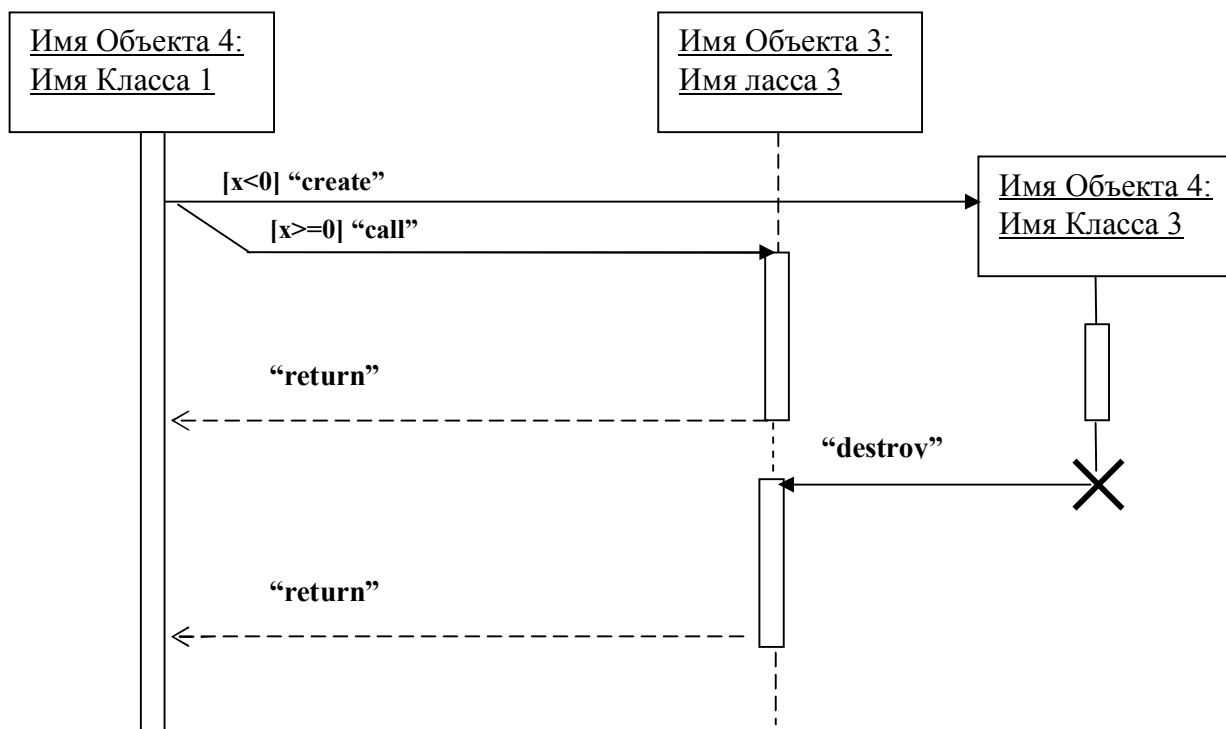 Имя Объекта 4:
Имя Класса 1
Имя Объекта 3:
Имя ласса 3
[x<0] “create”
Имя Объекта 4:
Имя Класса 3
[x>=0] “call”
“return”
“destrov”
“return”